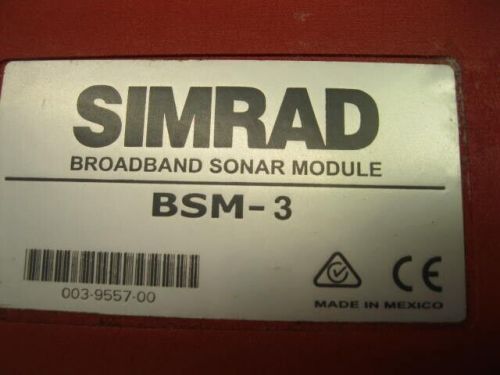 SIMRAD
BROADBAND SONAR MODULE
BSM-3
003-9557-00
CE
MADE IN MEXICO